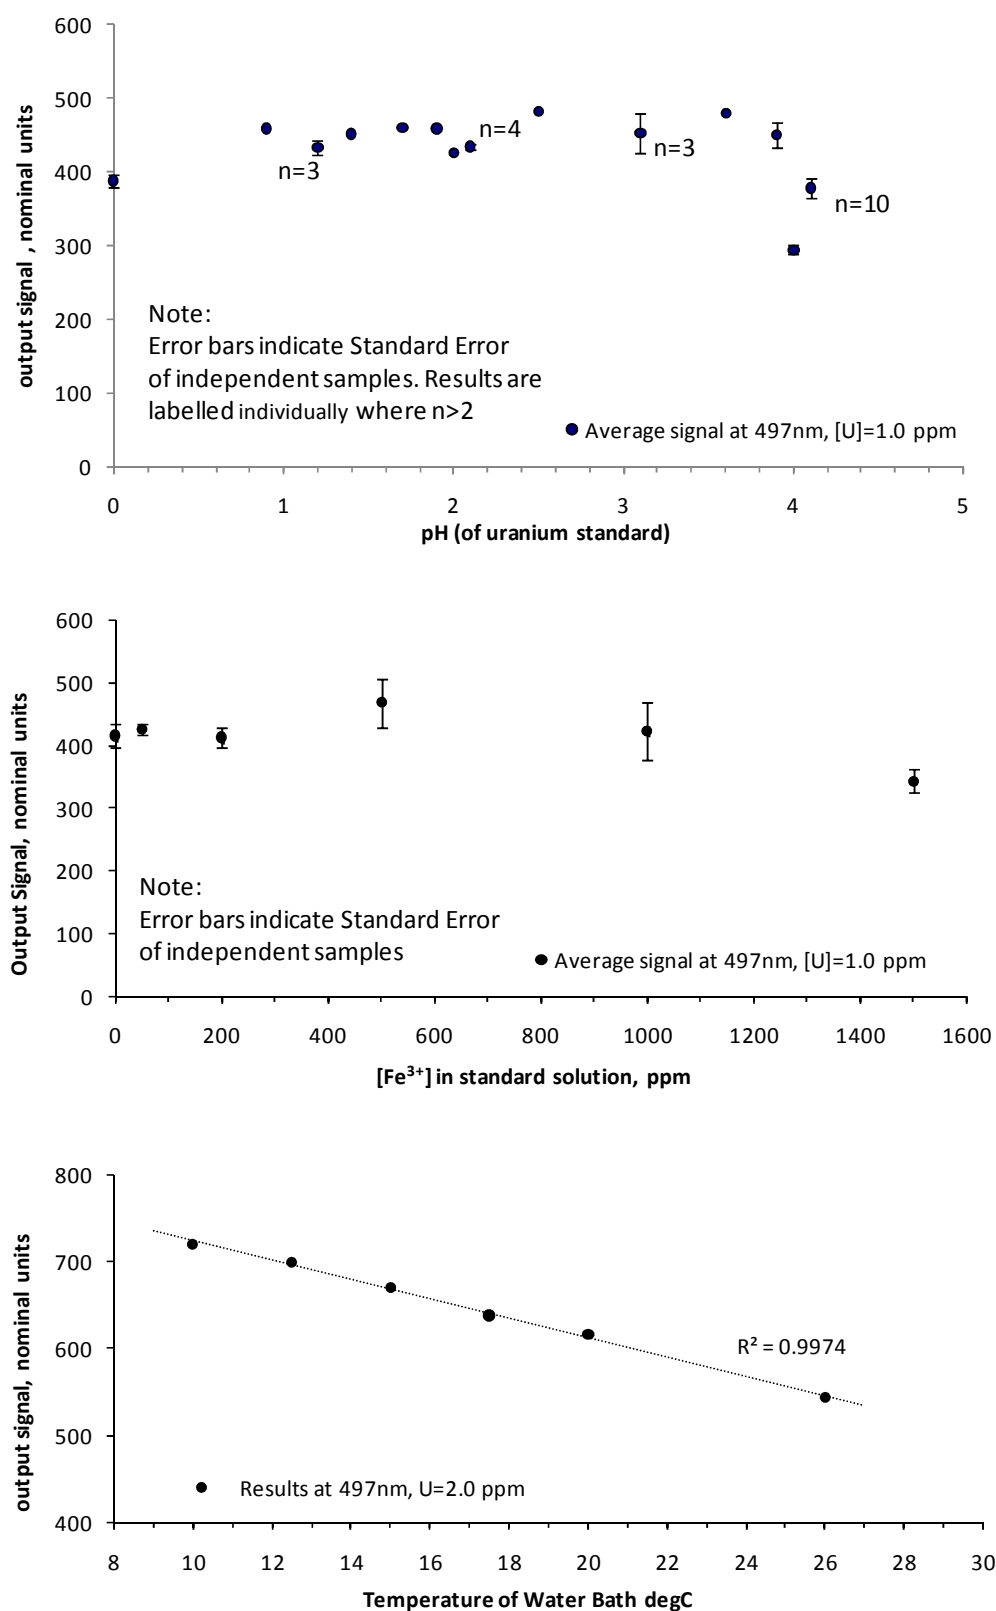 600
500
400
300
200
100
0
output signal , nominal units
n=3
n=4
n=3
n=10
Note:
Error bars indicate Standard Error
of independent samples. Results are
labelled individually where n>2
Average signal at 497nm, [U]=1.0 ppm
0 1 2 3 4 5
pH (of uranium standard)
600
500
400
300
200
100
0
Output Signal, nominal units
Note:
Error bars indicate Standard Error
of independent samples
Average signal at 497nm, [U]=1.0 ppm
0 200 400 600 800 1000 1200 1400 1600
[Fe³⁺] in standard solution, ppm
800
700
600
500
400
output signal, nominal units
R² = 0.9974
Results at 497nm, U=2.0 ppm
8 10 12 14 16 18 20 22 24 26 28 30
Temperature of Water Bath degC